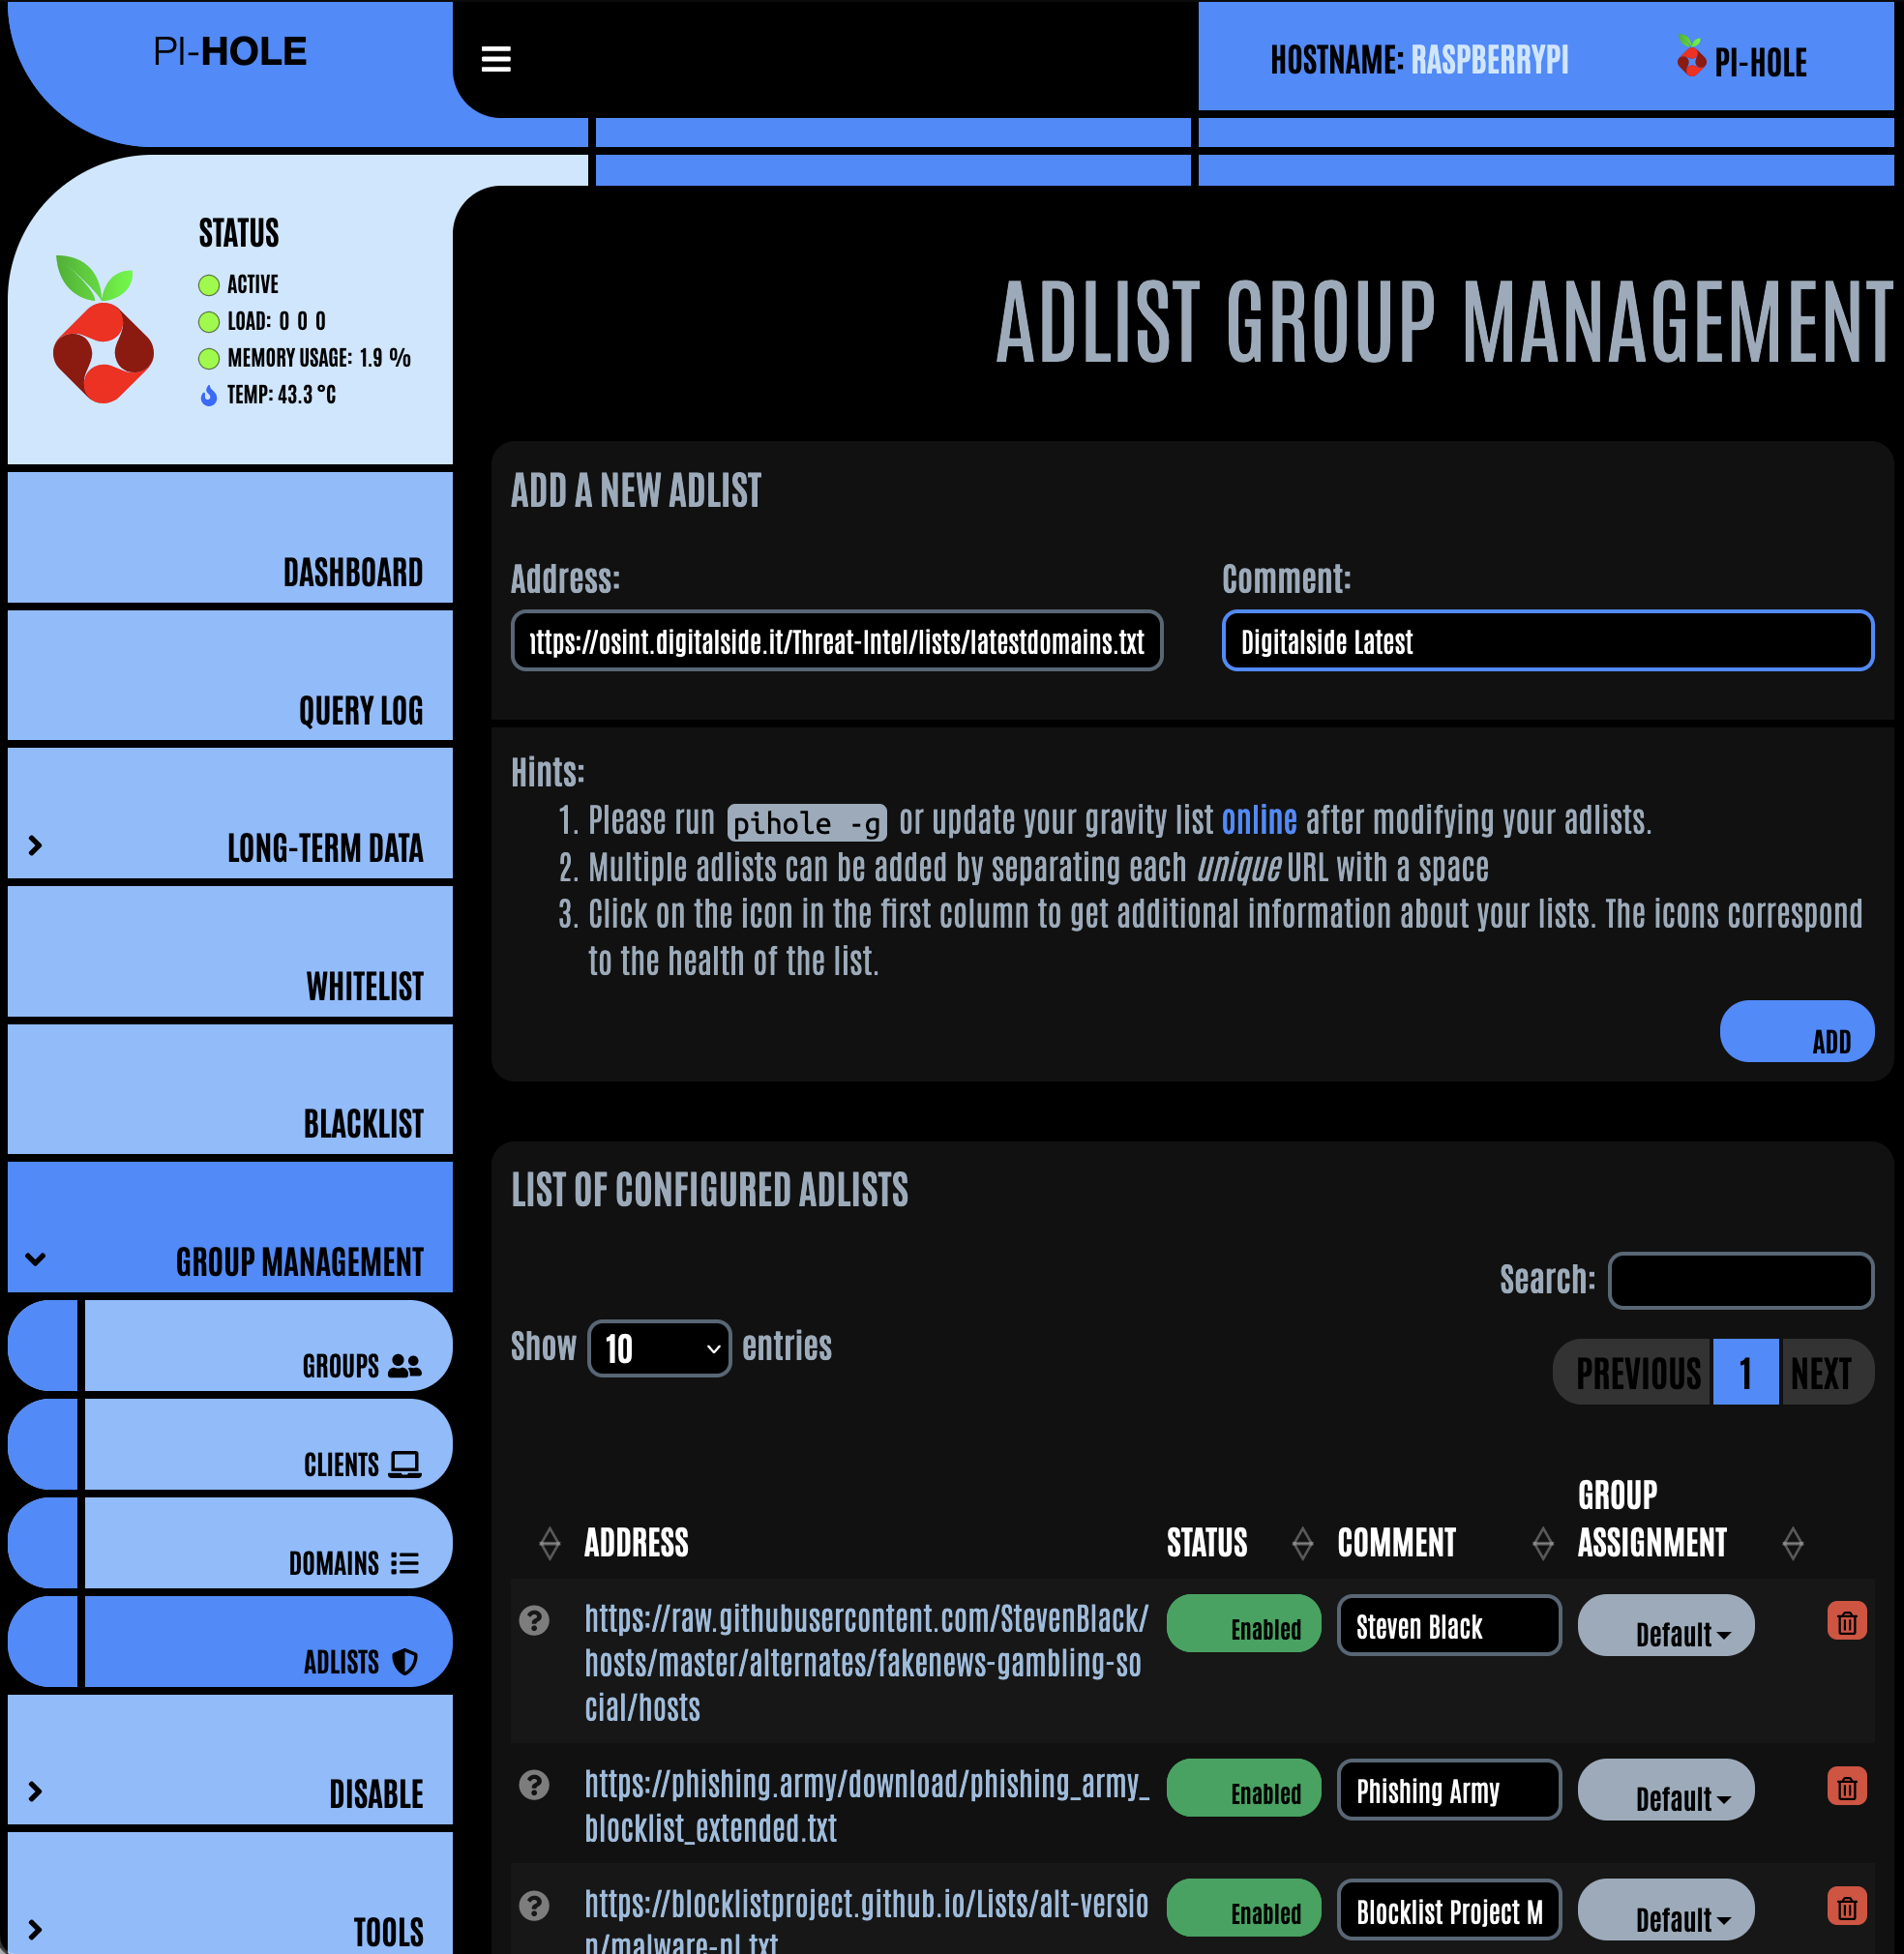 PI-HOLE
HOSTNAME: RASPBERRYPI
PI-HOLE
STATUS
ACTIVE
LOAD: 0 0 0
MEMORY USAGE: 1.9 %
TEMP: 43.3 °C
DASHBOARD
QUERY LOG
LONG-TERM DATA
WHITELIST
BLACKLIST
GROUP MANAGEMENT
GROUPS
CLIENTS
DOMAINS
ADLISTS
DISABLE
TOOLS
ADLIST GROUP MANAGEMENT
ADD A NEW ADLIST
Address:
Comment:
ttps://osint.digitalside.it/Threat-Intel/lists/latestdomains.txt
Digitalside Latest
Hints:
1. Please run pihole -g or update your gravity list online after modifying your adlists.
2. Multiple adlists can be added by separating each unique URL with a space
3. Click on the icon in the first column to get additional information about your lists. The icons correspond
to the health of the list.
ADD
LIST OF CONFIGURED ADLISTS
Search:
Show 10 entries
PREVIOUS 1 NEXT
ADDRESS STATUS COMMENT GROUP
ASSIGNMENT
https://raw.githubusercontent.com/StevenBlack/
hosts/master/alternates/fakenews-gambling-so
cial/hosts
Enabled
Steven Black
Default
https://phishing.army/download/phishing_army_
blocklist_extended.txt
Enabled
Phishing Army
Default
https://blocklistproject.github.io/Lists/alt-versio
n/malware-nl.txt
Enabled
Blocklist Project M
Default